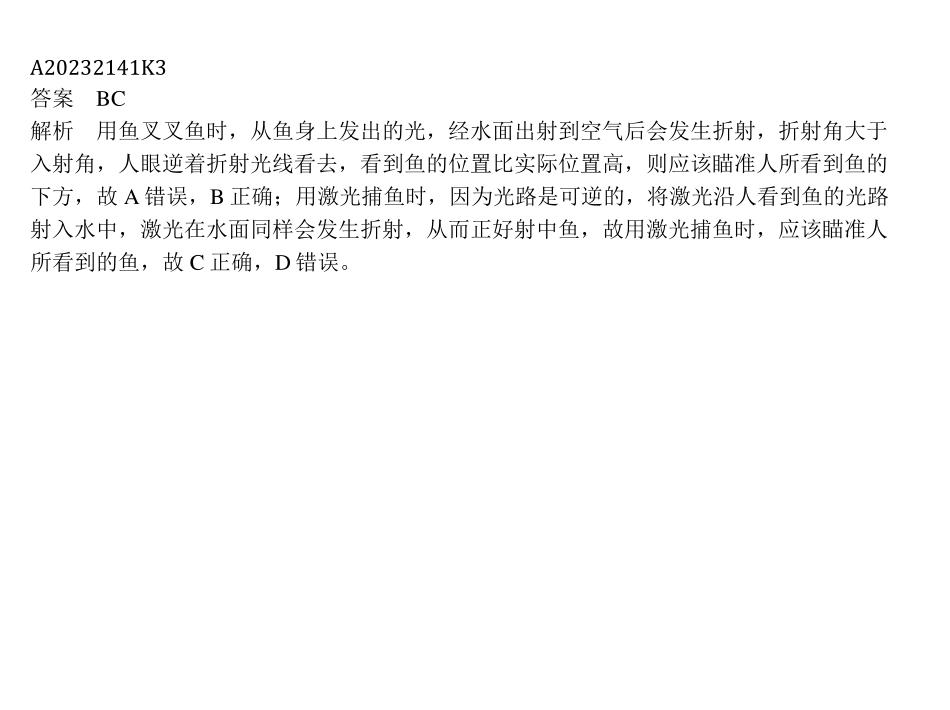 A20232141K3
答案　BC
解析　用鱼叉叉鱼时，从鱼身上发出的光，经水面出射到空气后会发生折射，折射角大于
入射角，人眼逆着折射光线看去，看到鱼的位置比实际位置高，则应该瞄准人所看到鱼的
下方，故 A 错误，B 正确；用激光捕鱼时，因为光路是可逆的，将激光沿人看到鱼的光路
射入水中，激光在水面同样会发生折射，从而正好射中鱼，故用激光捕鱼时，应该瞄准人
所看到的鱼，故 C 正确，D 错误。